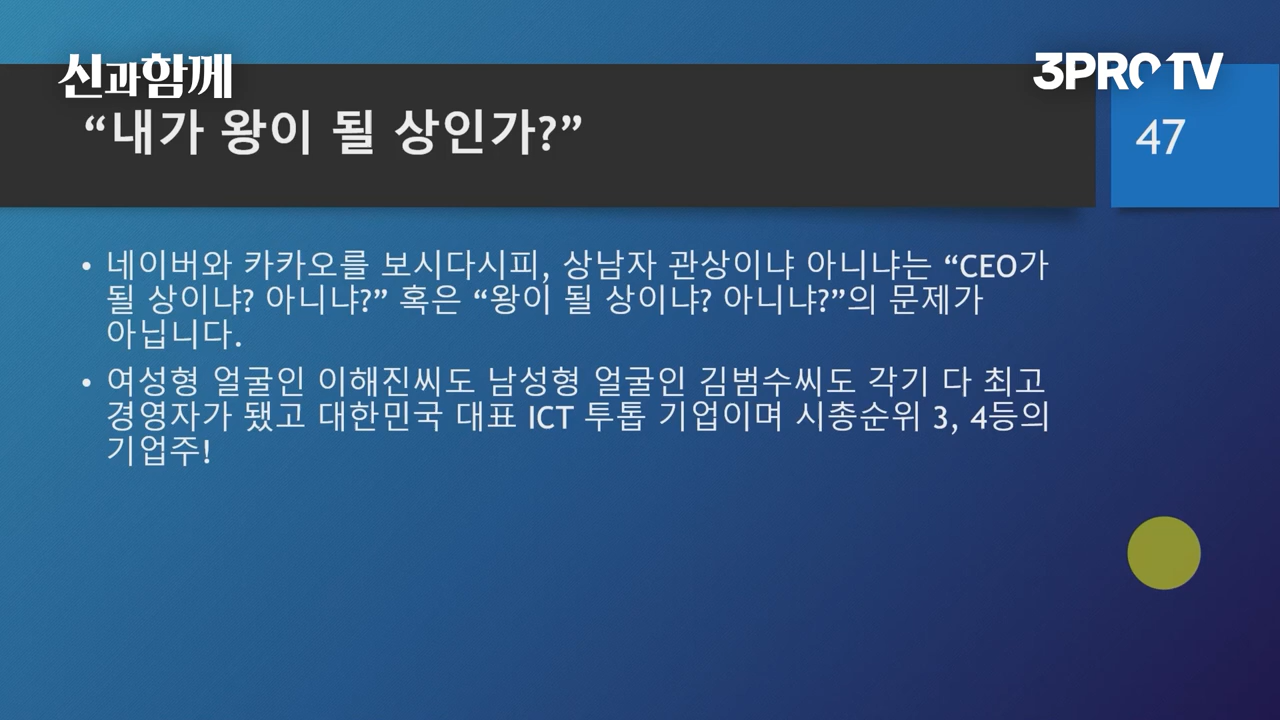 신과함께
3PROTV
“내가 왕이 될 상인가?”
47
• 네이버와 카카오를 보시다시피, 상남자 관상이냐 아니냐는 “CEO가
될 상이냐? 아니냐?” 혹은 “왕이 될 상이냐? 아니냐?”의 문제가
아닙니다.
• 여성형 얼굴인 이해진씨도 남성형 얼굴인 김범수씨도 각기 다 최고
경영자가 됐고 대한민국 대표 ICT 투톱 기업이며 시총순위 3, 4등의
기업주!